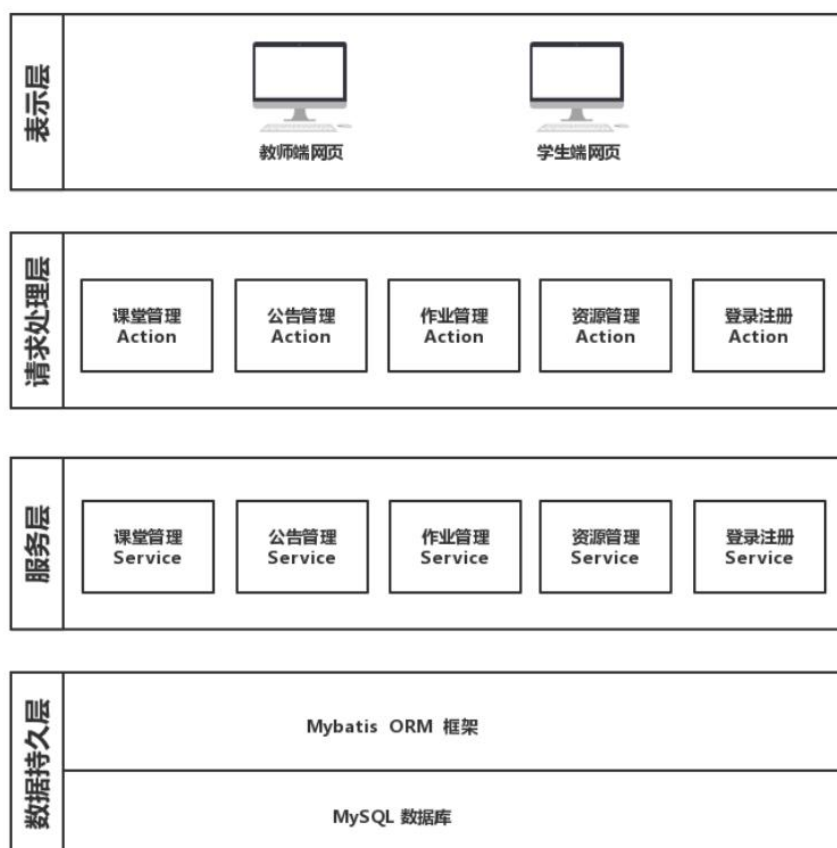 表示层
教师端网页
学生端网页
请求处理层
课堂管理
Action
公告管理
Action
作业管理
Action
资源管理
Action
登录注册
Action
服务层
课堂管理
Service
公告管理
Service
作业管理
Service
资源管理
Service
登录注册
Service
数据持久层
Mybatis ORM 框架
MySQL 数据库